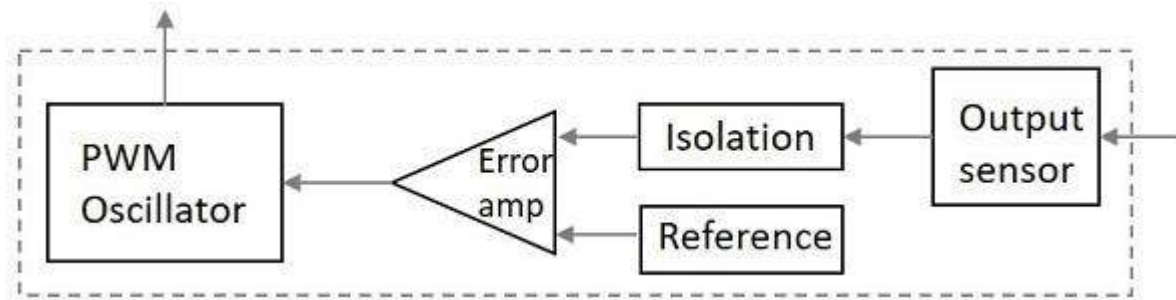 PWM
Oscillator
Error
amp
Isolation
Reference
Output
sensor